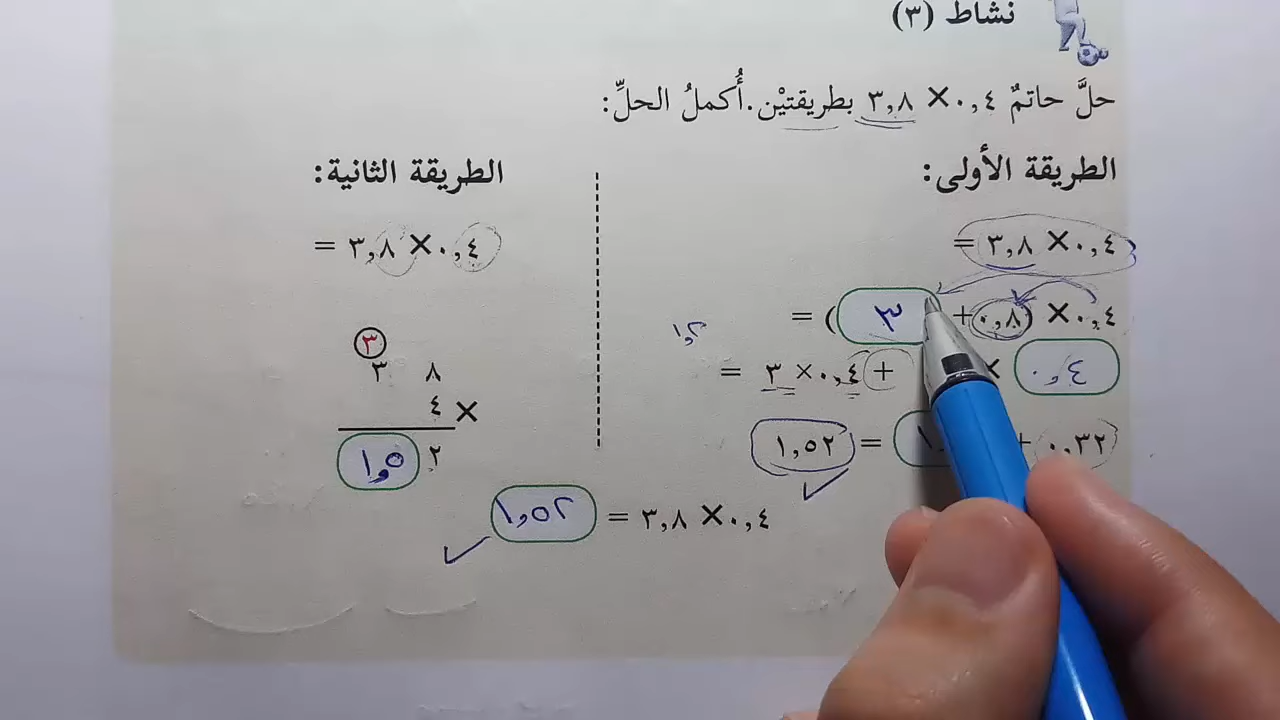 نشاط (٣)
حلَّ حاتمٌ ٠,٤ × ٣,٨ بطريقتيْن. أُكملُ الحلِّ:
الطريقة الأولى:
٠,٤ × ٣,٨ =
٠,٤ × (٠,٨ + ٣) =
٠,٤ × + ٠,٤ × ٣ =
١,٢
٠,٣٢ + = ١,٥٢
الطريقة الثانية:
٠,٤ × ٣,٨ =
٣
٣ ٨
٤ ×
١,٥ ٢
٠,٤ × ٣,٨ = ١,٥٢